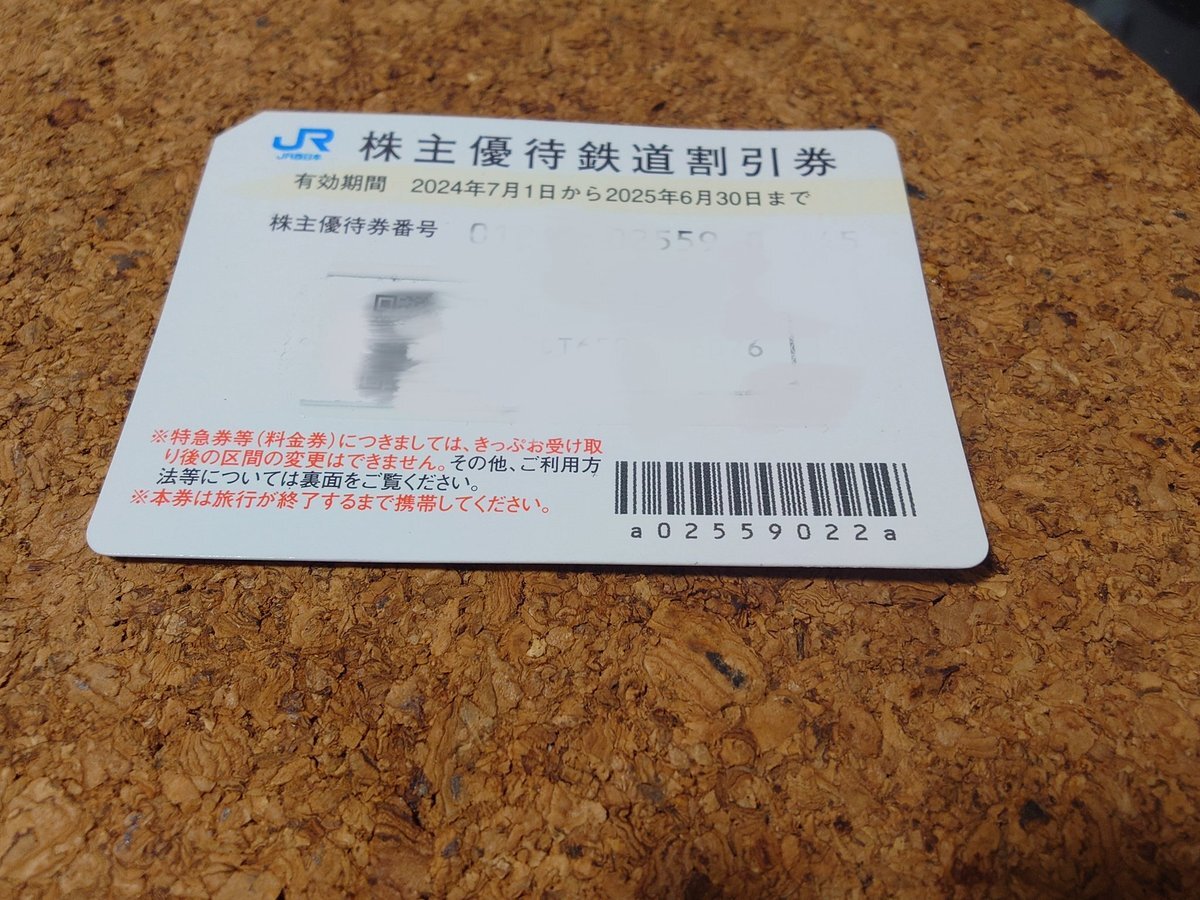 JR
JR西日本
株主優待鉄道割引券
有効期間 2024年7月1日から2025年6月30日まで
株主優待券番号
6
※特急券等(料金券)につきましては、きっぷお受け取
り後の区間の変更はできません。その他、ご利用方
法等については裏面をご覧ください。
※本券は旅行が終了するまで携帯してください。
a025559022a